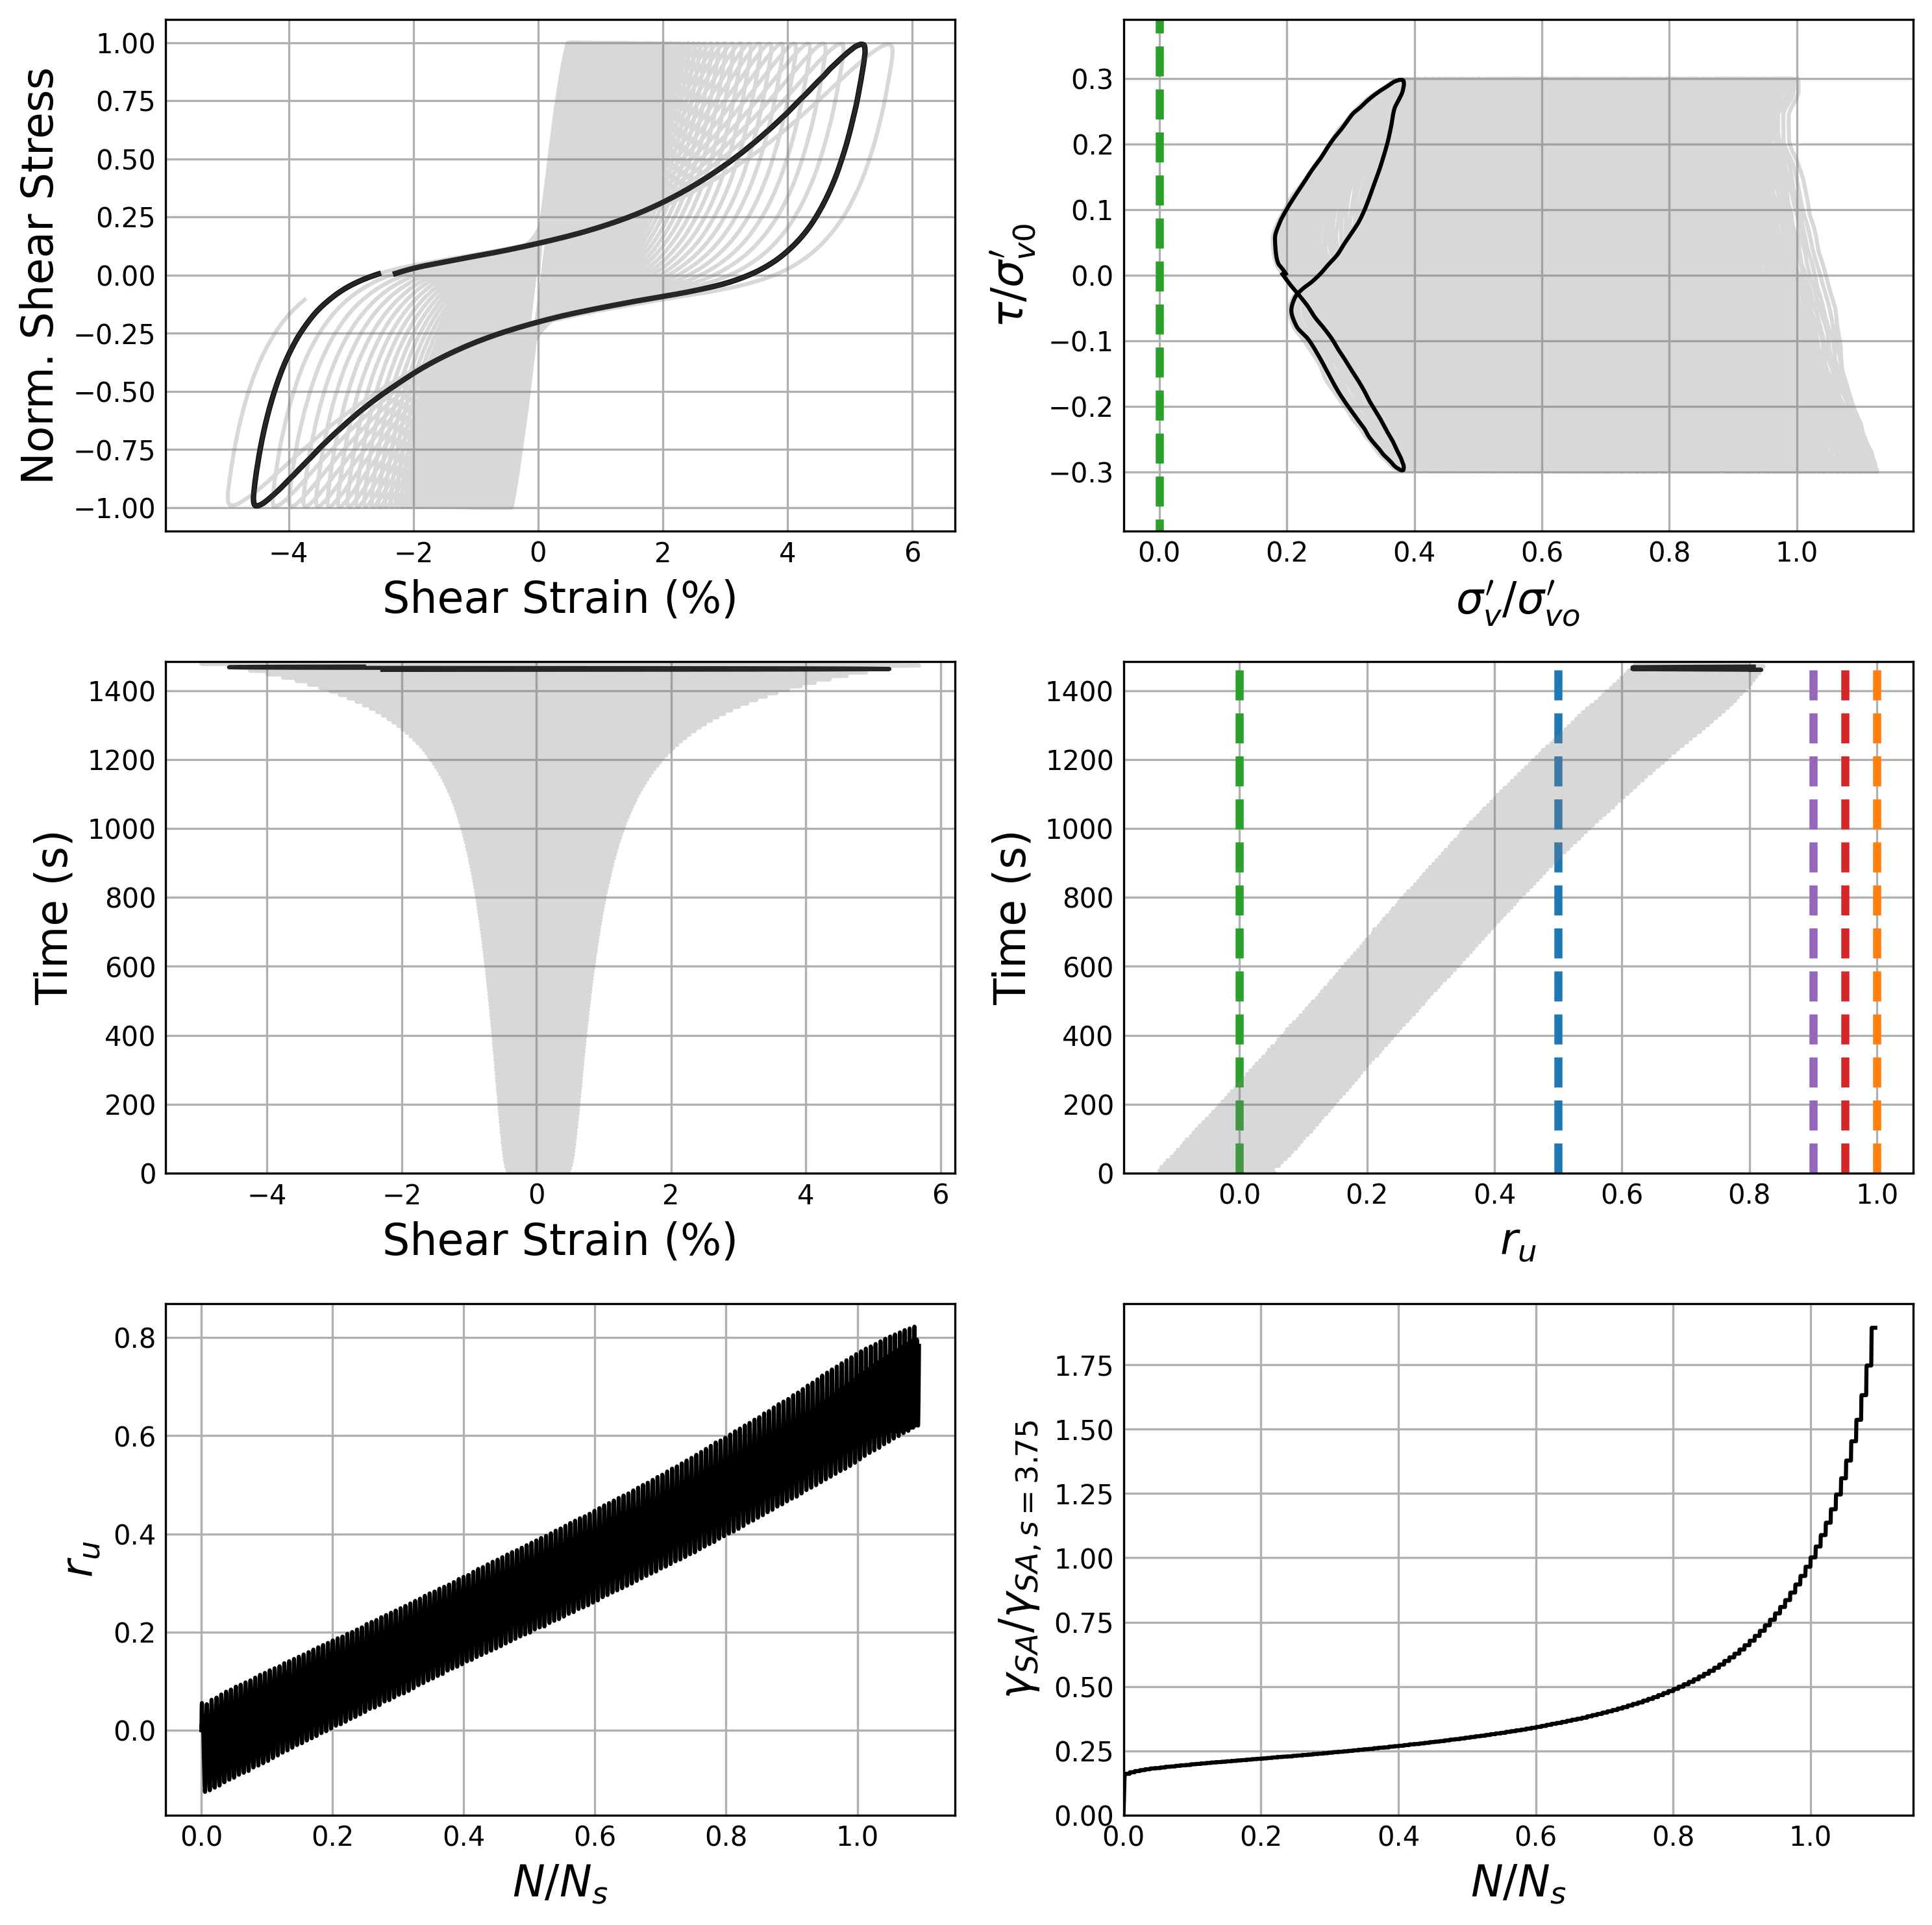 1.00
0.75
0.50
0.25
0.00
−0.25
−0.50
−0.75
−1.00
Norm. Shear Stress
−4 −2 0 2 4 6
Shear Strain (%)
0.3
0.2
0.1
0.0
−0.1
−0.2
−0.3
τ/σ′v0
0.0 0.2 0.4 0.6 0.8 1.0
σ′v/σ′vo
1400
1200
1000
800
600
400
200
0
Time (s)
−4 −2 0 2 4 6
Shear Strain (%)
1400
1200
1000
800
600
400
200
0
Time (s)
0.0 0.2 0.4 0.6 0.8 1.0
ru
0.8
0.6
0.4
0.2
0.0
ru
0.0 0.2 0.4 0.6 0.8 1.0
N/Ns
1.75
1.50
1.25
1.00
0.75
0.50
0.25
0.00
γSA/γSA, s = 3.75
0.0 0.2 0.4 0.6 0.8 1.0
N/Ns